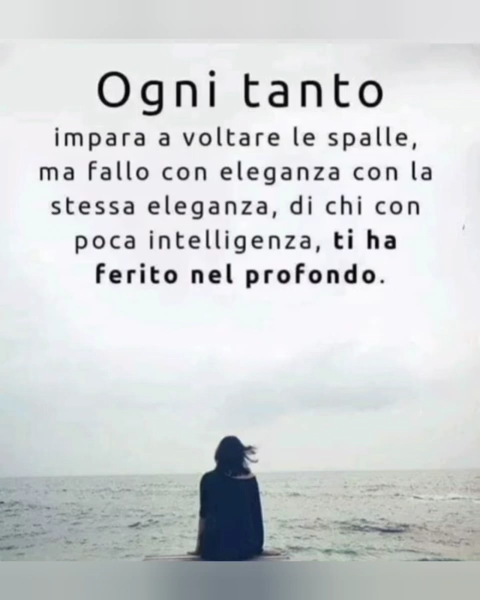 Ogni tanto
impara a voltare le spalle,
ma fallo con eleganza con la
stessa eleganza, di chi con
poca intelligenza, ti ha
ferito nel profondo.